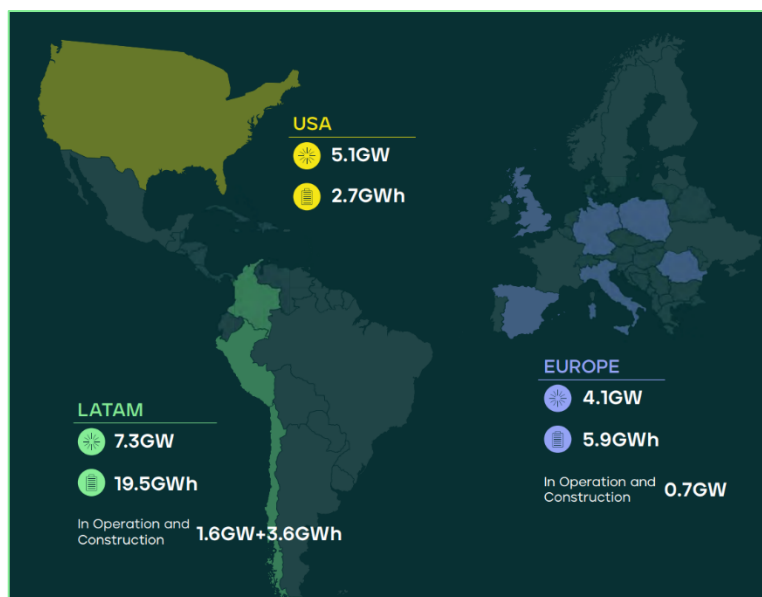 USA
5.1GW
2.7GWh
EUROPE
4.1GW
5.9GWh
In Operation and
Construction
0.7GW
LATAM
7.3GW
19.5GWh
In Operation and
Construction
1.6GW+3.6GWh